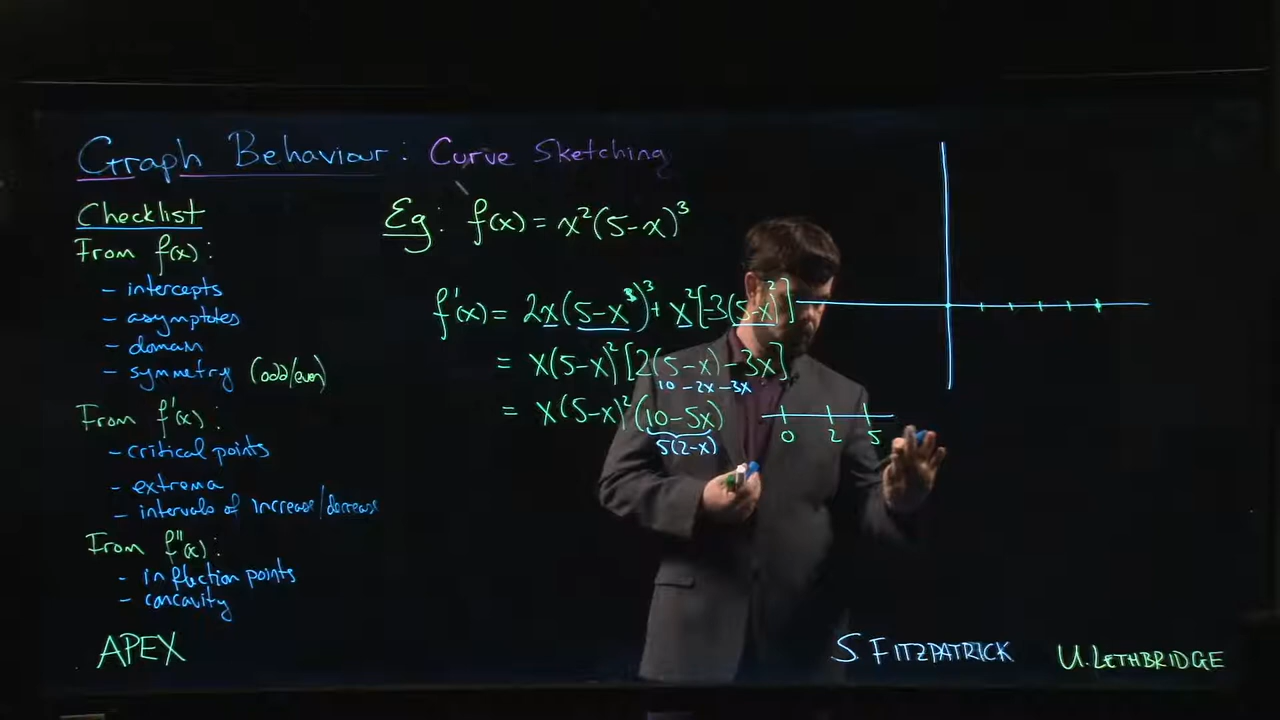 Graph Behaviour: Curve Sketching
Checklist
From f(x):
- intercepts
- asymptotes
- domain
- symmetry (odd/even)
From f'(x):
- critical points
- extrema
- intervals of increase/decrease
From f''(x):
- inflection points
- concavity
APEX
Eg: f(x) = x²(5-x)³
f'(x) = 2x(5-x)³ + x²[-3(5-x)²]
= x(5-x)²[2(5-x)-3x]
10 -2x -3x
= x(5-x)²(10-5x)
5(2-x)
0 2 5
S. FITZPATRICK
U. LETHBRIDGE